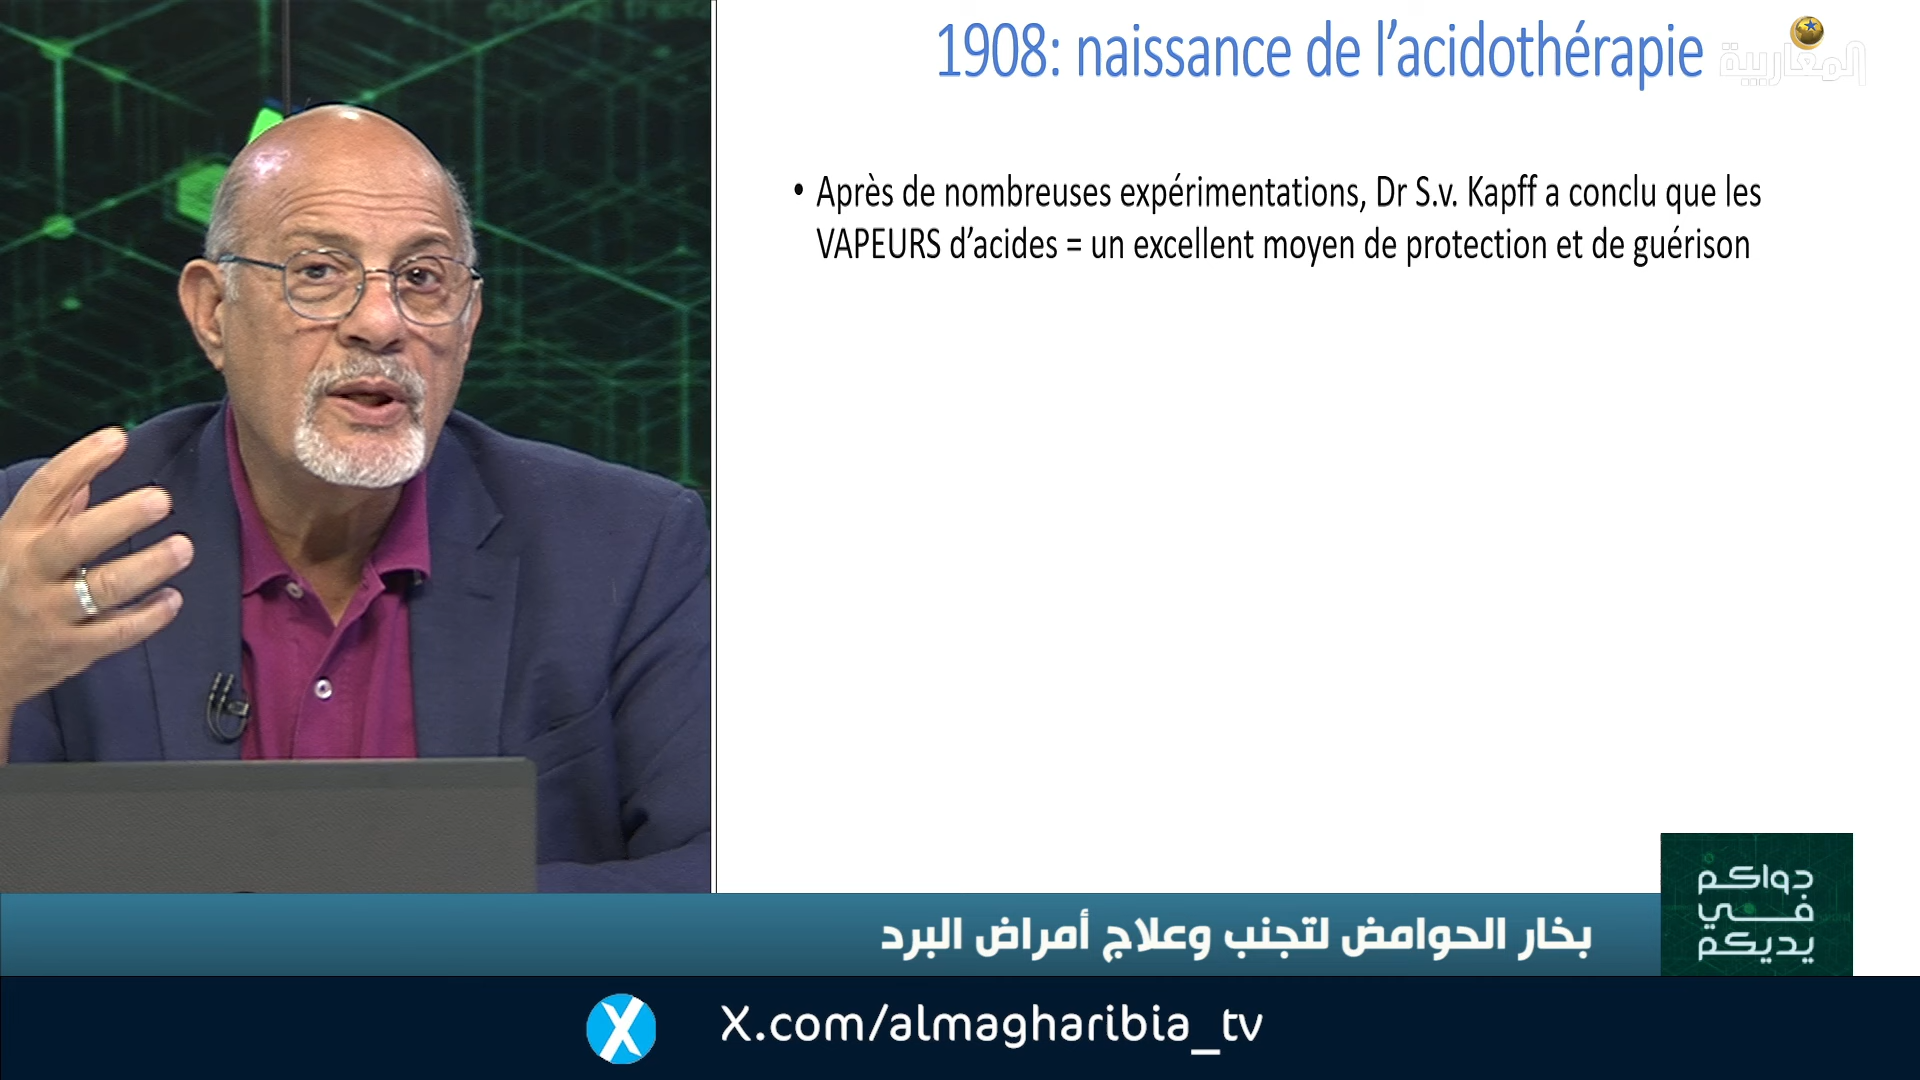 1908: naissance de l’acidothérapie
المغاربية
• Après de nombreuses expérimentations, Dr S.v. Kapff a conclu que les
VAPEURS d’acides = un excellent moyen de protection et de guérison
دواكم
في
يديكم
بخار الحوامض لتجنب وعلاج أمراض البرد
X.com/almagharibia_tv